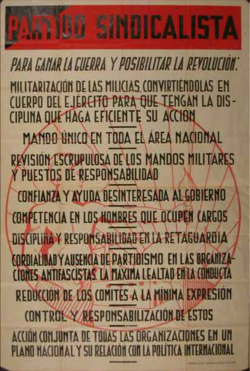 PARTIDO SINDICALISTA
PARA GANAR LA GUERRA Y POSIBILITAR LA REVOLUCIÓN:
MILITARIZACIÓN DE LAS MILICIAS, CONVIRTIÉNDOLAS EN
CUERPO DEL EJÉRCITO PARA QUE TENGAN LA DIS-
CIPLINA QUE HAGA EFICIENTE SU ACCIÓN
MANDO ÚNICO EN TODA EL ÁREA NACIONAL
REVISIÓN ESCRUPULOSA DE LOS MANDOS MILITARES
Y PUESTOS DE RESPONSABILIDAD
CONFIANZA Y AYUDA DESINTERESADA AL GOBIERNO
COMPETENCIA EN LOS HOMBRES QUE OCUPEN CARGOS
DISCIPLINA Y RESPONSABILIDAD EN LA RETAGUARDIA
CORDIALIDAD Y AUSENCIA DE PARTIDISMO EN LAS ORGANIZA-
CIONES ANTIFASCISTAS. LA MÁXIMA LEALTAD EN LA CONDUCTA
REDUCCIÓN DE LOS COMITÉS A LA MÍNIMA EXPRESIÓN
CONTROL Y RESPONSABILIZACIÓN DE ESTOS
ACCIÓN CONJUNTA DE TODAS LAS ORGANIZACIONES EN UN
PLANO NACIONAL Y SU RELACIÓN CON LA POLÍTICA INTERNACIONAL